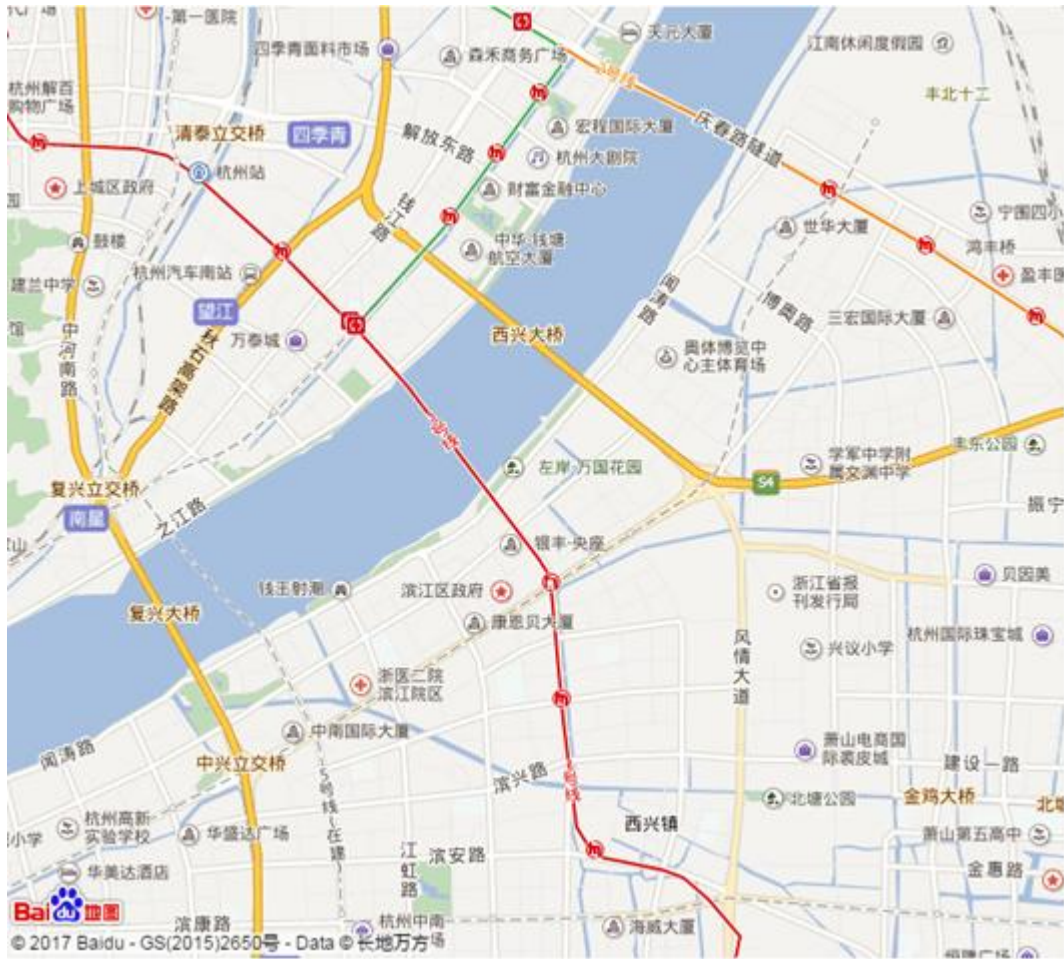 第一医院
四季青面料市场
森禾商务广场
天元大厦
江南休闲度假园
杭州解百
购物广场
2号线
丰北十二
清泰立交桥
四季青
解放东路
宏程国际大厦
庆春路隧道
杭州站
杭州大剧院
上城区政府
财富金融中心
宁围四小
钱江路
世华大厦
鼓楼
中华·钱塘
航空大厦
鸿丰桥
杭州汽车南站
建兰中学
闻涛路
盈丰医
望江
博奥路
三宏国际大厦
中河南路
万泰城
西兴大桥
秋石高架路
奥体博览中
心主体育场
1号线
丰东公园
左岸·万国花园
学军中学附
属文渊中学
复兴立交桥
S4
南星
之江路
振宁
银丰·央座
钱王射潮
滨江区政府
浙江省报
刊发行局
贝因美
复兴大桥
康恩贝大厦
杭州国际珠宝城
风情大道
兴议小学
浙医二院
滨江院区
中南国际大厦
闻涛路
萧山电商国
际裘皮城
中兴立交桥
滨兴路
1号线
建设一路
5号线(在建)
北塘公园
金鸡大桥
杭州高新
实验学校
华盛达广场
西兴镇
萧山第五高中
江虹路
滨安路
金惠路
华美达酒店
Bai du 地图
滨康路
杭州中南
海威大厦
© 2017 Baidu - GS(2015)2650号 - Data © 长地万方